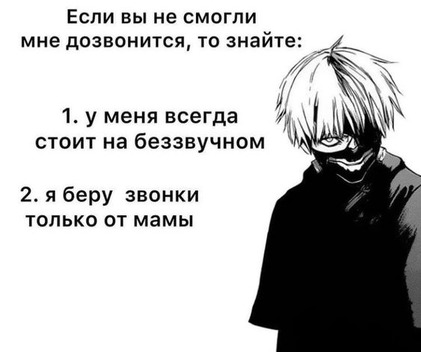 Если вы не смогли
мне дозвонится, то знайте:
1. у меня всегда
стоит на беззвучном
2. я беру звонки
только от мамы